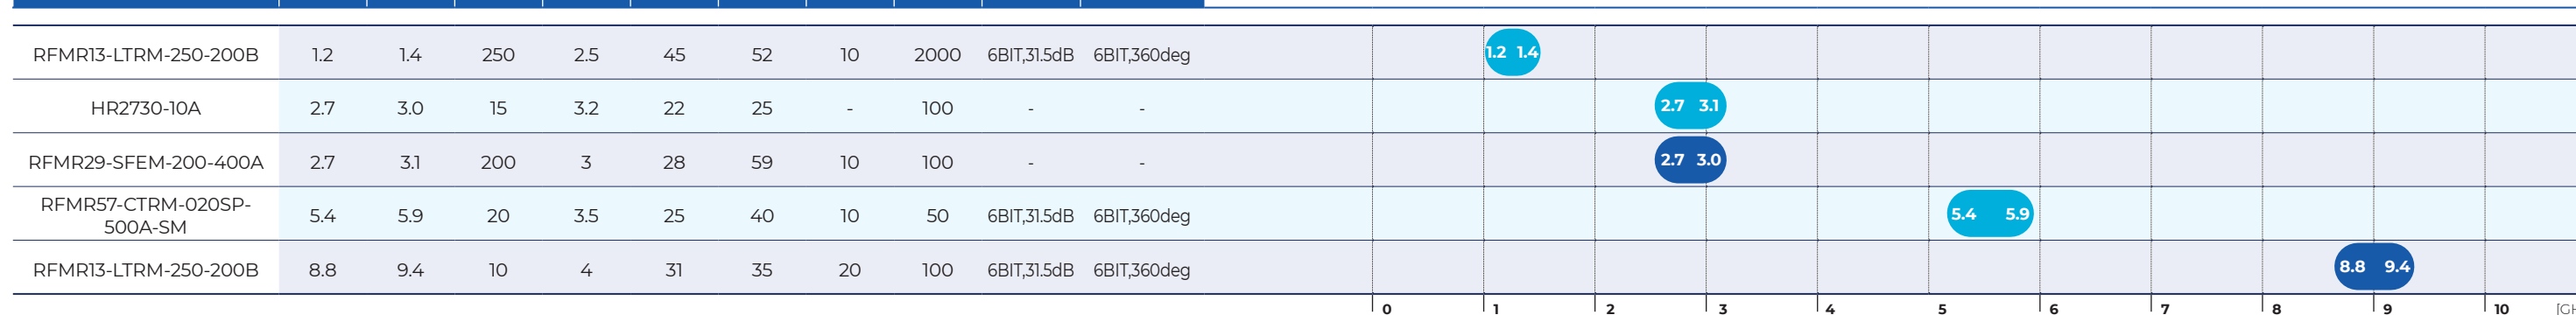 RFMR13-LTRM-250-200B 1.2 1.4 250 2.5 45 52 10 2000 6BIT,31.5dB 6BIT,360deg 1.2 1.4
HR2730-10A 2.7 3.0 15 3.2 22 25 - 100 - - 2.7 3.1
RFMR29-SFEM-200-400A 2.7 3.1 200 3 28 59 10 100 - - 2.7 3.0
RFMR57-CTRM-020SP-
500A-SM 5.4 5.9 20 3.5 25 40 10 50 6BIT,31.5dB 6BIT,360deg 5.4 5.9
RFMR13-LTRM-250-200B 8.8 9.4 10 4 31 35 20 100 6BIT,31.5dB 6BIT,360deg 8.8 9.4
0 1 2 3 4 5 6 7 8 9 10